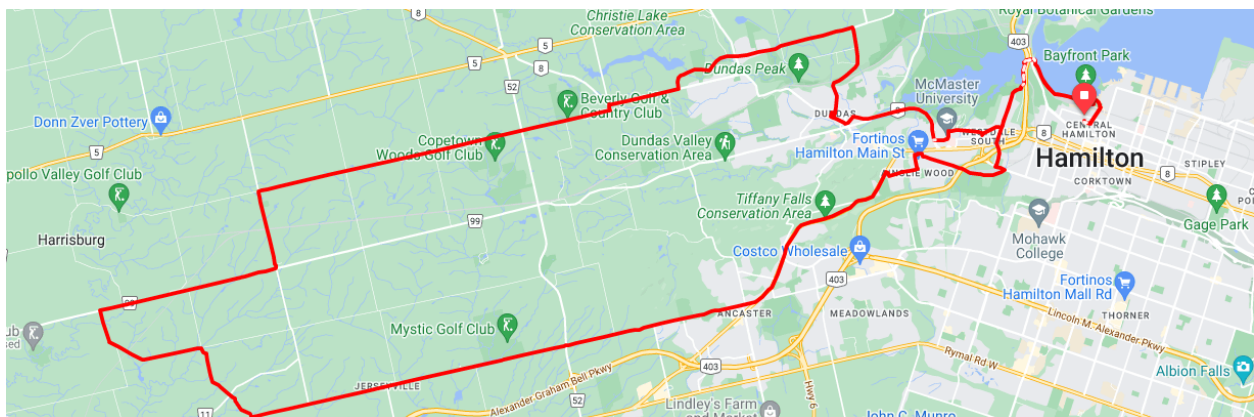 Royal Botanical Gardens
8
Christie Lake
Conservation Area
5
403
Bayfront Park
5
52
8
Dundas Peak
McMaster
University
Donn Zver Pottery
Beverly Golf &
Country Club
DUNDAS
8
CENTRAL
HAMILTON
5
Copetown
Woods Golf Club
Dundas Valley
Conservation Area
Fortinos
Hamilton Main St
WESTDALE
SOUTH
8
Hamilton
STIPLEY
pollo Valley Golf Club
AINSLIE WOOD
CORKTOWN
8
Tiffany Falls
Conservation Area
Gage Park
99
Harrisburg
Costco Wholesale
Mohawk
College
403
Fortinos
Hamilton Mall Rd
Mystic Golf Club
ANCASTER
MEADOWLANDS
THORNER
Lincoln M. Alexander Pkwy
lub
sed
403
Rymal Rd W
Albion Falls
JERSEYVILLE
Alexander Graham Bell Pkwy
Hwy 6
11
52
Lindley's Farm
and Market
John C. Munro